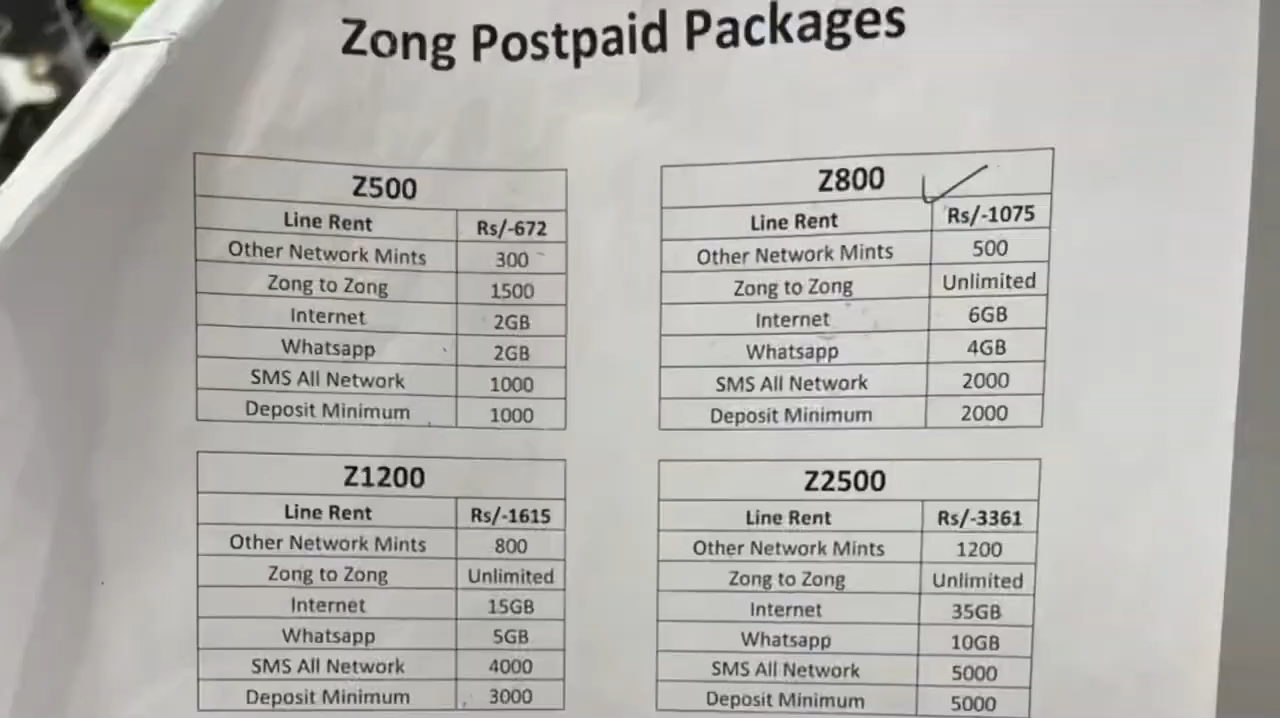 Zong Postpaid Packages
Z500
Line Rent Rs/-672
Other Network Mints 300
Zong to Zong 1500
Internet 2GB
Whatsapp 2GB
SMS All Network 1000
Deposit Minimum 1000
Z800
Line Rent Rs/-1075
Other Network Mints 500
Zong to Zong Unlimited
Internet 6GB
Whatsapp 4GB
SMS All Network 2000
Deposit Minimum 2000
Z1200
Line Rent Rs/-1615
Other Network Mints 800
Zong to Zong Unlimited
Internet 15GB
Whatsapp 5GB
SMS All Network 4000
Deposit Minimum 3000
Z2500
Line Rent Rs/-3361
Other Network Mints 1200
Zong to Zong Unlimited
Internet 35GB
Whatsapp 10GB
SMS All Network 5000
Deposit Minimum 5000